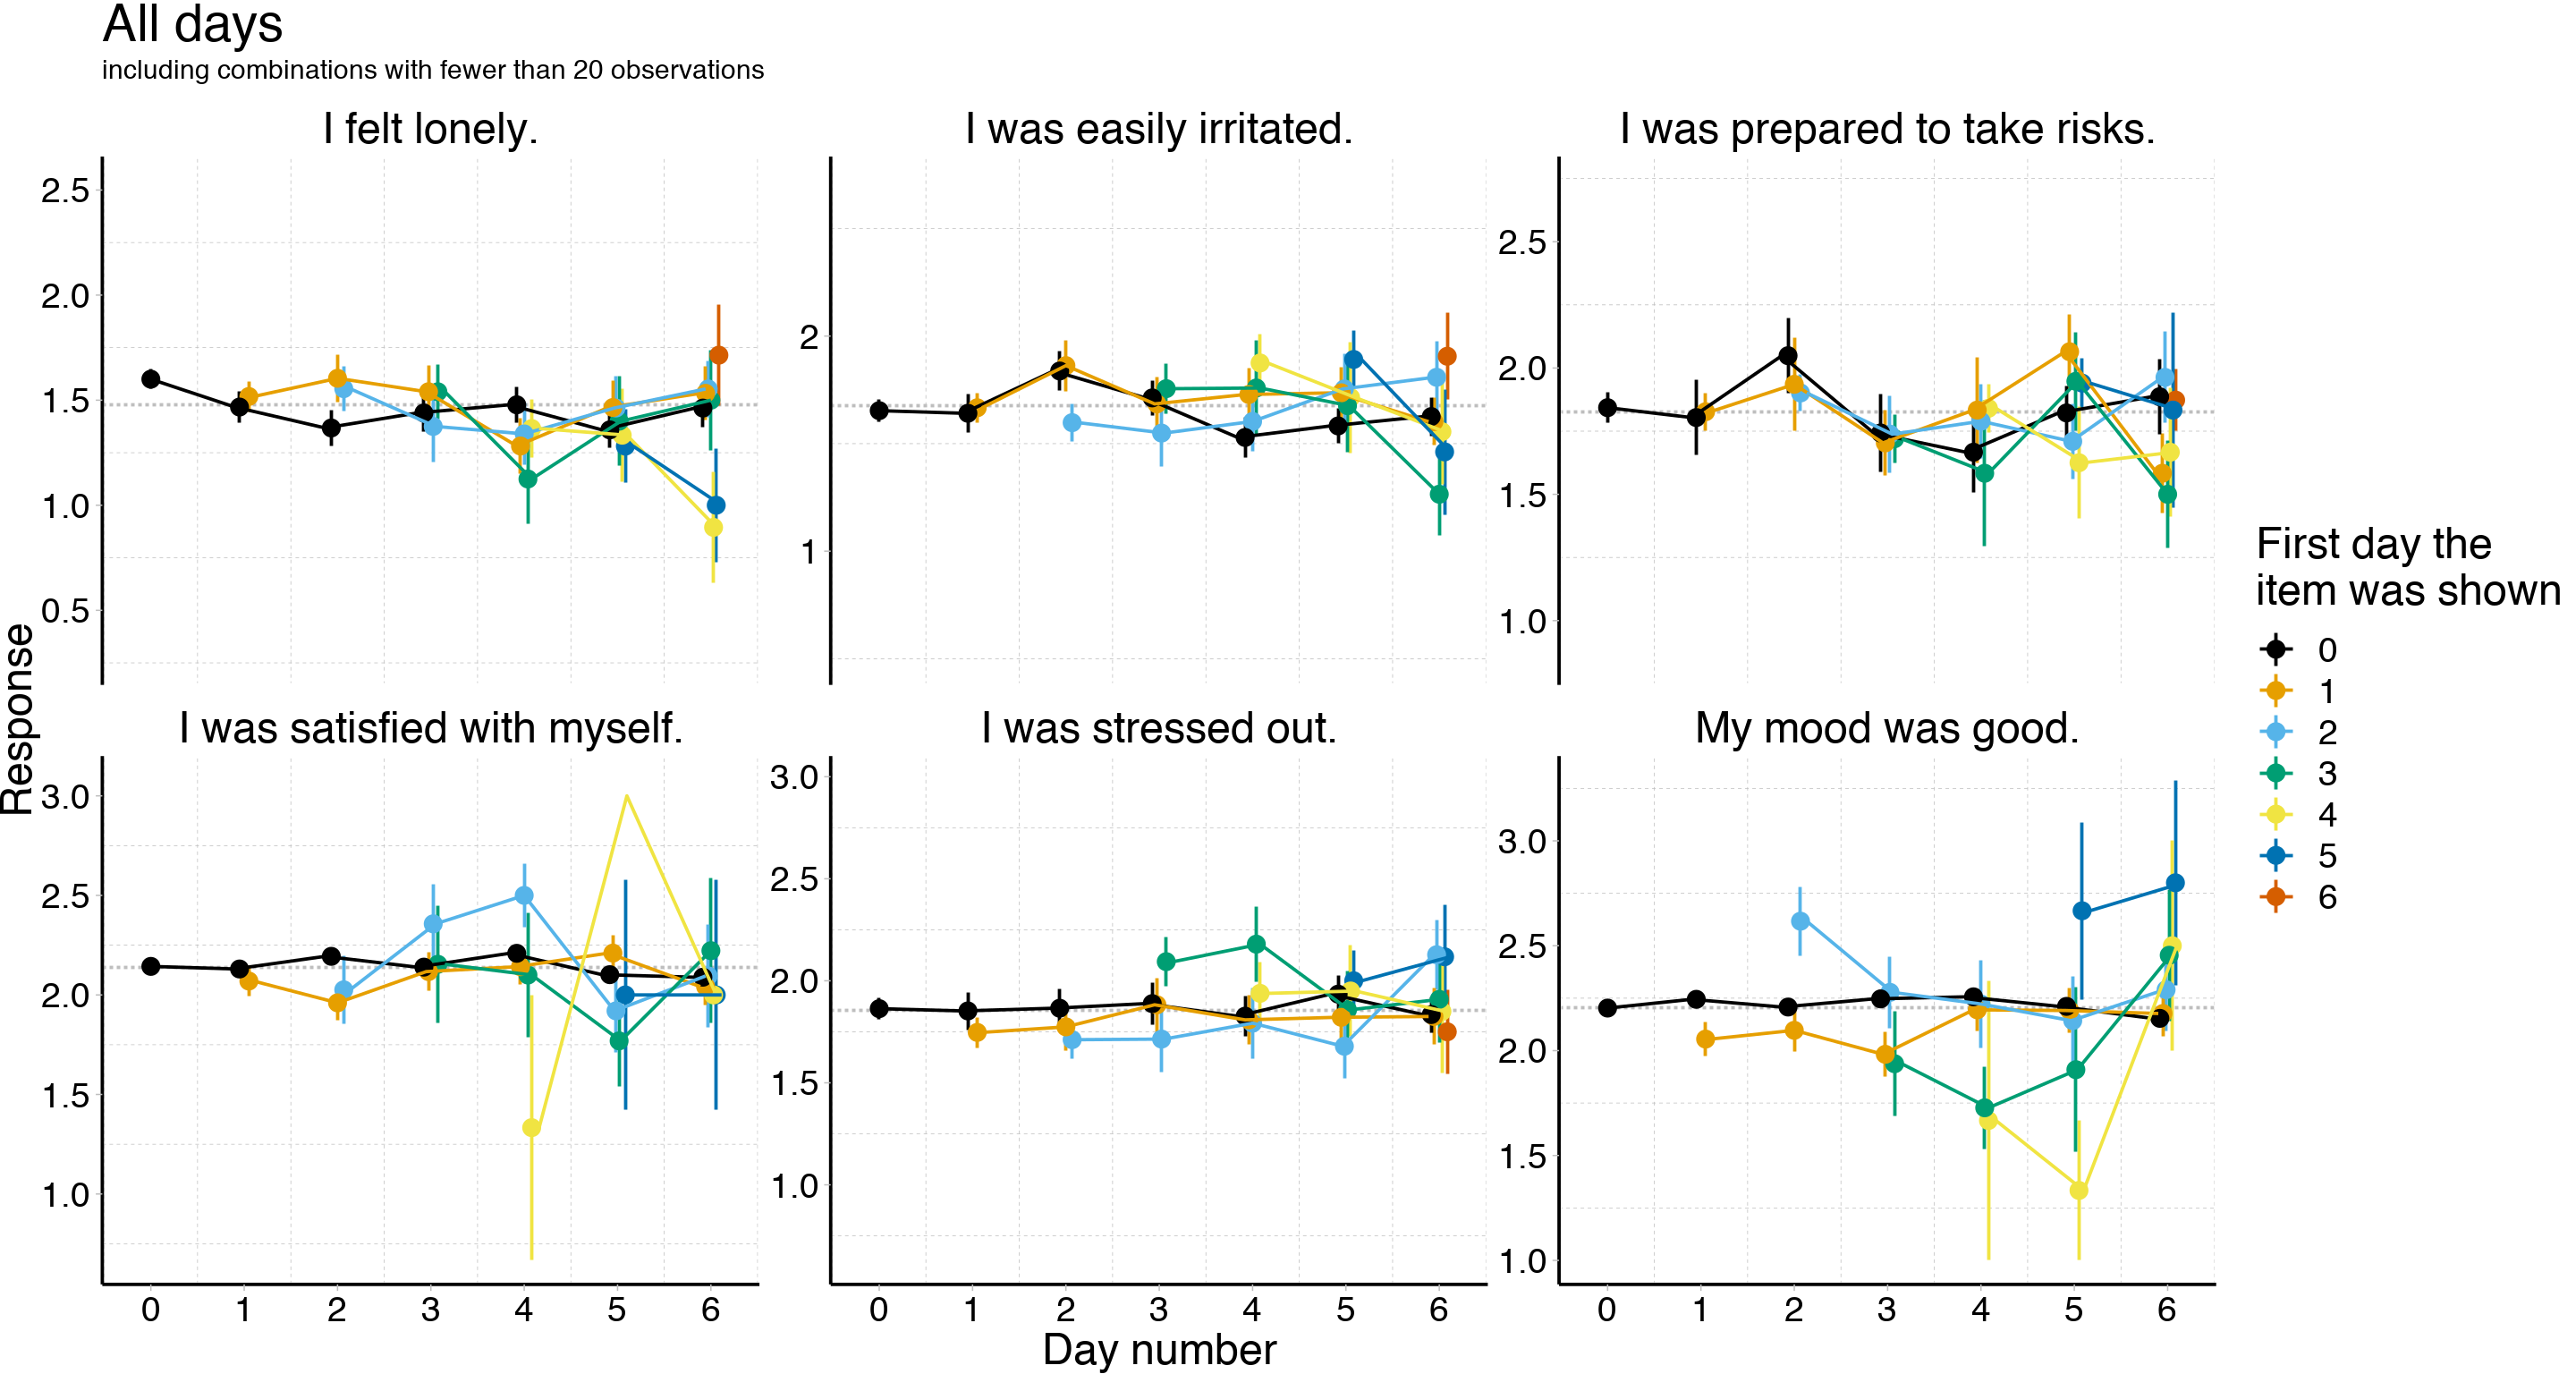 All days
including combinations with fewer than 20 observations
I felt lonely.
I was easily irritated.
I was prepared to take risks.
2.5
2.0
1.5
1.0
0.5
2
1
2.5
2.0
1.5
1.0
Response
I was satisfied with myself.
I was stressed out.
My mood was good.
3.0
2.5
2.0
1.5
1.0
3.0
2.5
2.0
1.5
1.0
3.0
2.5
2.0
1.5
1.0
0 1 2 3 4 5 6
0 1 2 3 4 5 6
0 1 2 3 4 5 6
Day number
First day the
item was shown
0
1
2
3
4
5
6